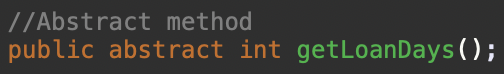 //Abstract method
public abstract int getLoanDays();